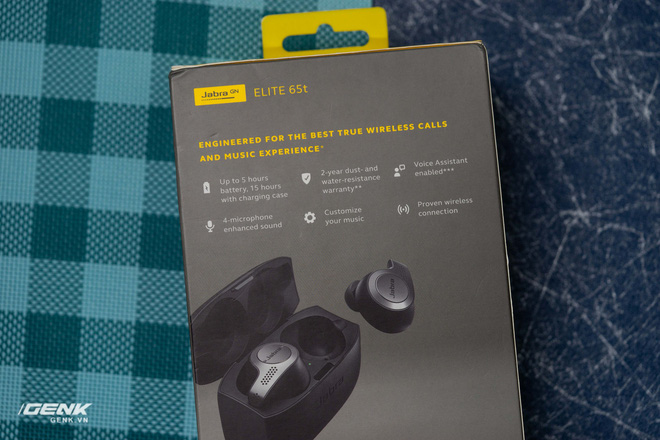 Jabra GN ELITE 65t
ENGINEERED FOR THE BEST TRUE WIRELESS CALLS
AND MUSIC EXPERIENCE*
Up to 5 hours
battery, 15 hours
with charging case
2-year dust- and
water-resistance
warranty**
Voice Assistant
enabled***
4-microphone
enhanced sound
Customize
your music
Proven wireless
connection
Jabra
Jabra
Jabra
GENK
GENK.VN